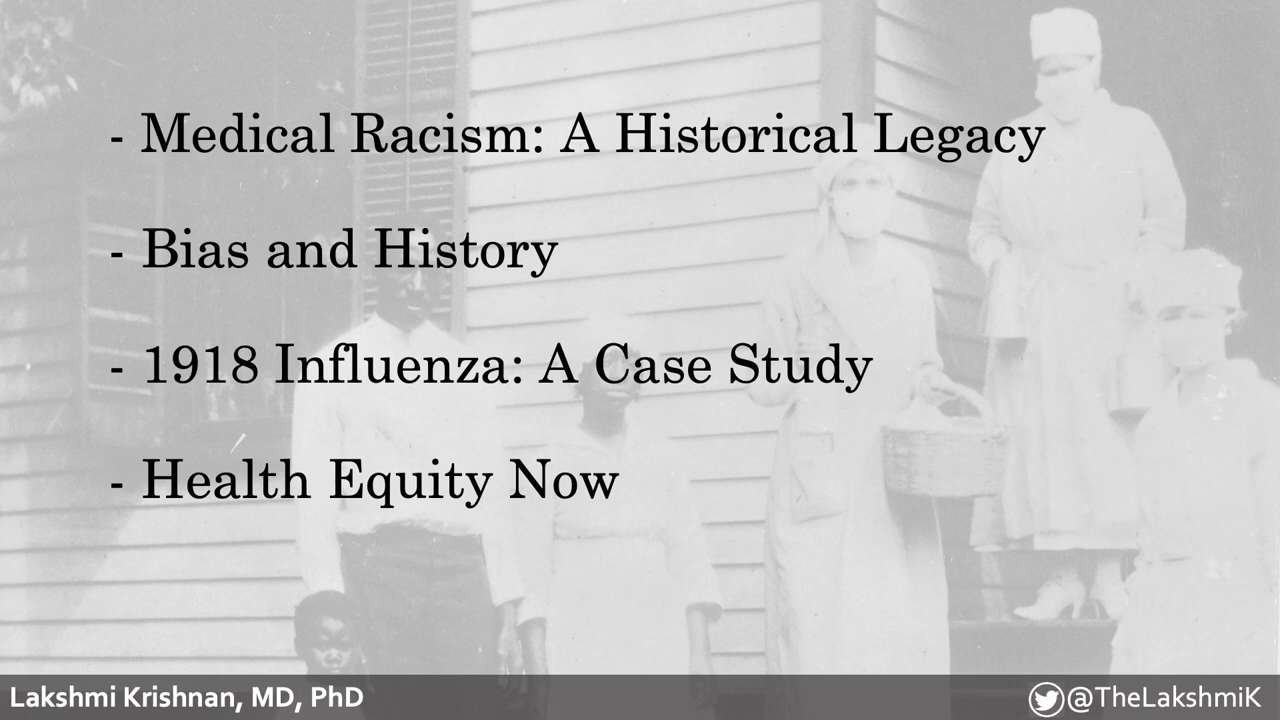 - Medical Racism: A Historical Legacy
- Bias and History
- 1918 Influenza: A Case Study
- Health Equity Now
Lakshmi Krishnan, MD, PhD
@TheLakshmiK